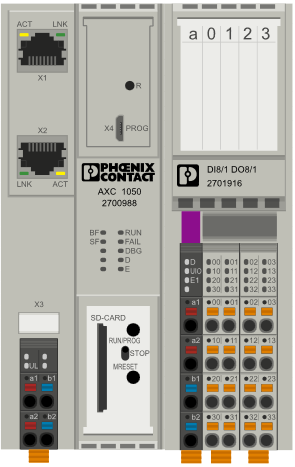 ACT LNK
X1
X2
LNK ACT
X3
UL
a1 b1
a2 b2
R
X4 PROG
PHŒNIX
CONTACT
AXC 1050
2700988
BF RUN
SF FAIL
DBG
D
E
SD-CARD
RUN/PROG
STOP
MRESET
a 0 1 2 3
DI8/1 DO8/1
2701916
D 00 01 02 03
UIO 10 11 12 13
E1 20 21 22 23
30 31 32 33
a1 00 01 02 03
a2 10 11 12 13
b1 20 21 22 23
b2 30 31 32 33